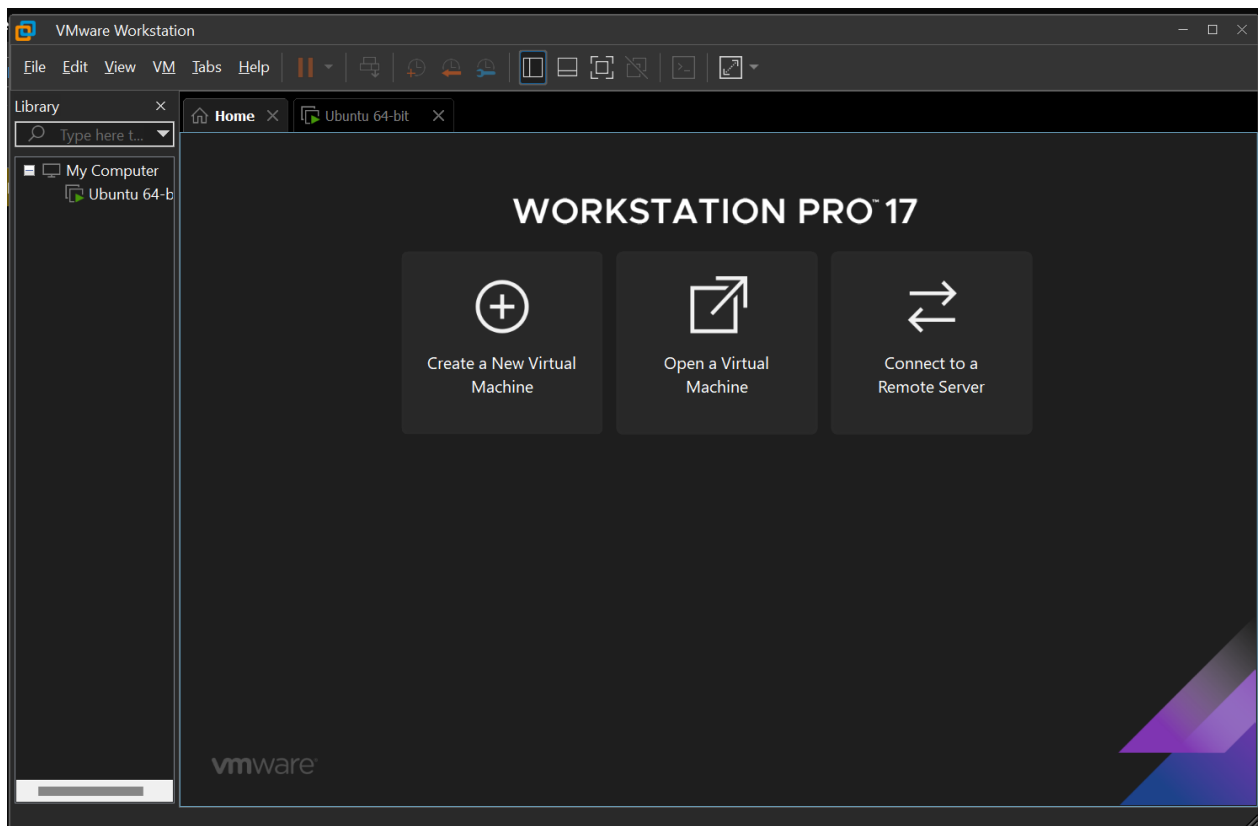 VMware Workstation
File Edit View VM Tabs Help
Library
Home
Ubuntu 64-bit
Type here t...
My Computer
Ubuntu 64-b
WORKSTATION PRO™ 17
Create a New Virtual
Machine
Open a Virtual
Machine
Connect to a
Remote Server
vmware